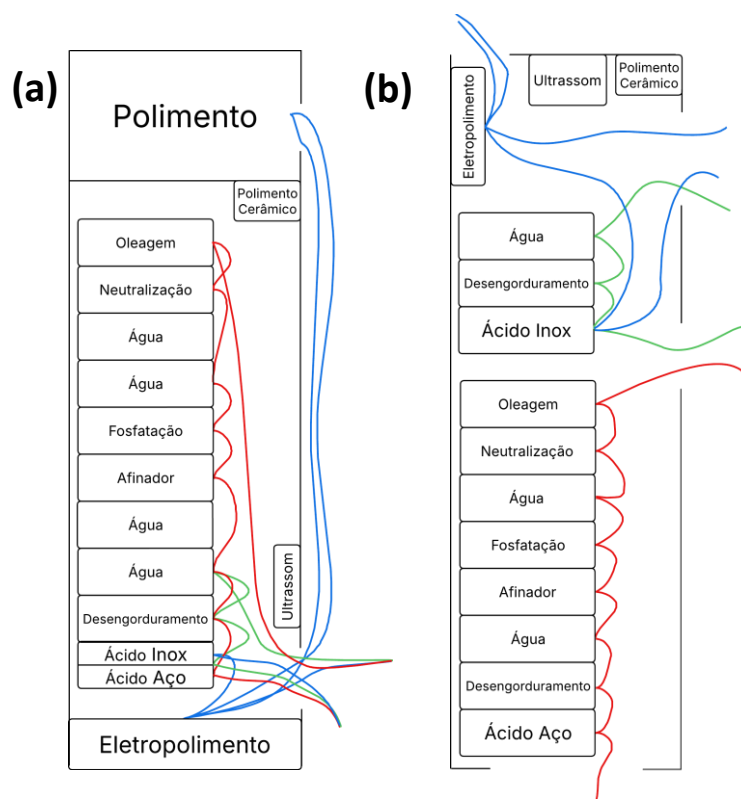 (a)
Polimento
Polimento
Cerâmico
Oleagem
Neutralização
Água
Água
Fosfatação
Afinador
Água
Água
Desengorduramento
Ácido Inox
Ácido Aço
Ultrassom
Eletropolimento
(b)
Eletropolimento
Ultrassom
Polimento
Cerâmico
Água
Desengorduramento
Ácido Inox
Oleagem
Neutralização
Água
Fosfatação
Afinador
Água
Desengorduramento
Ácido Aço